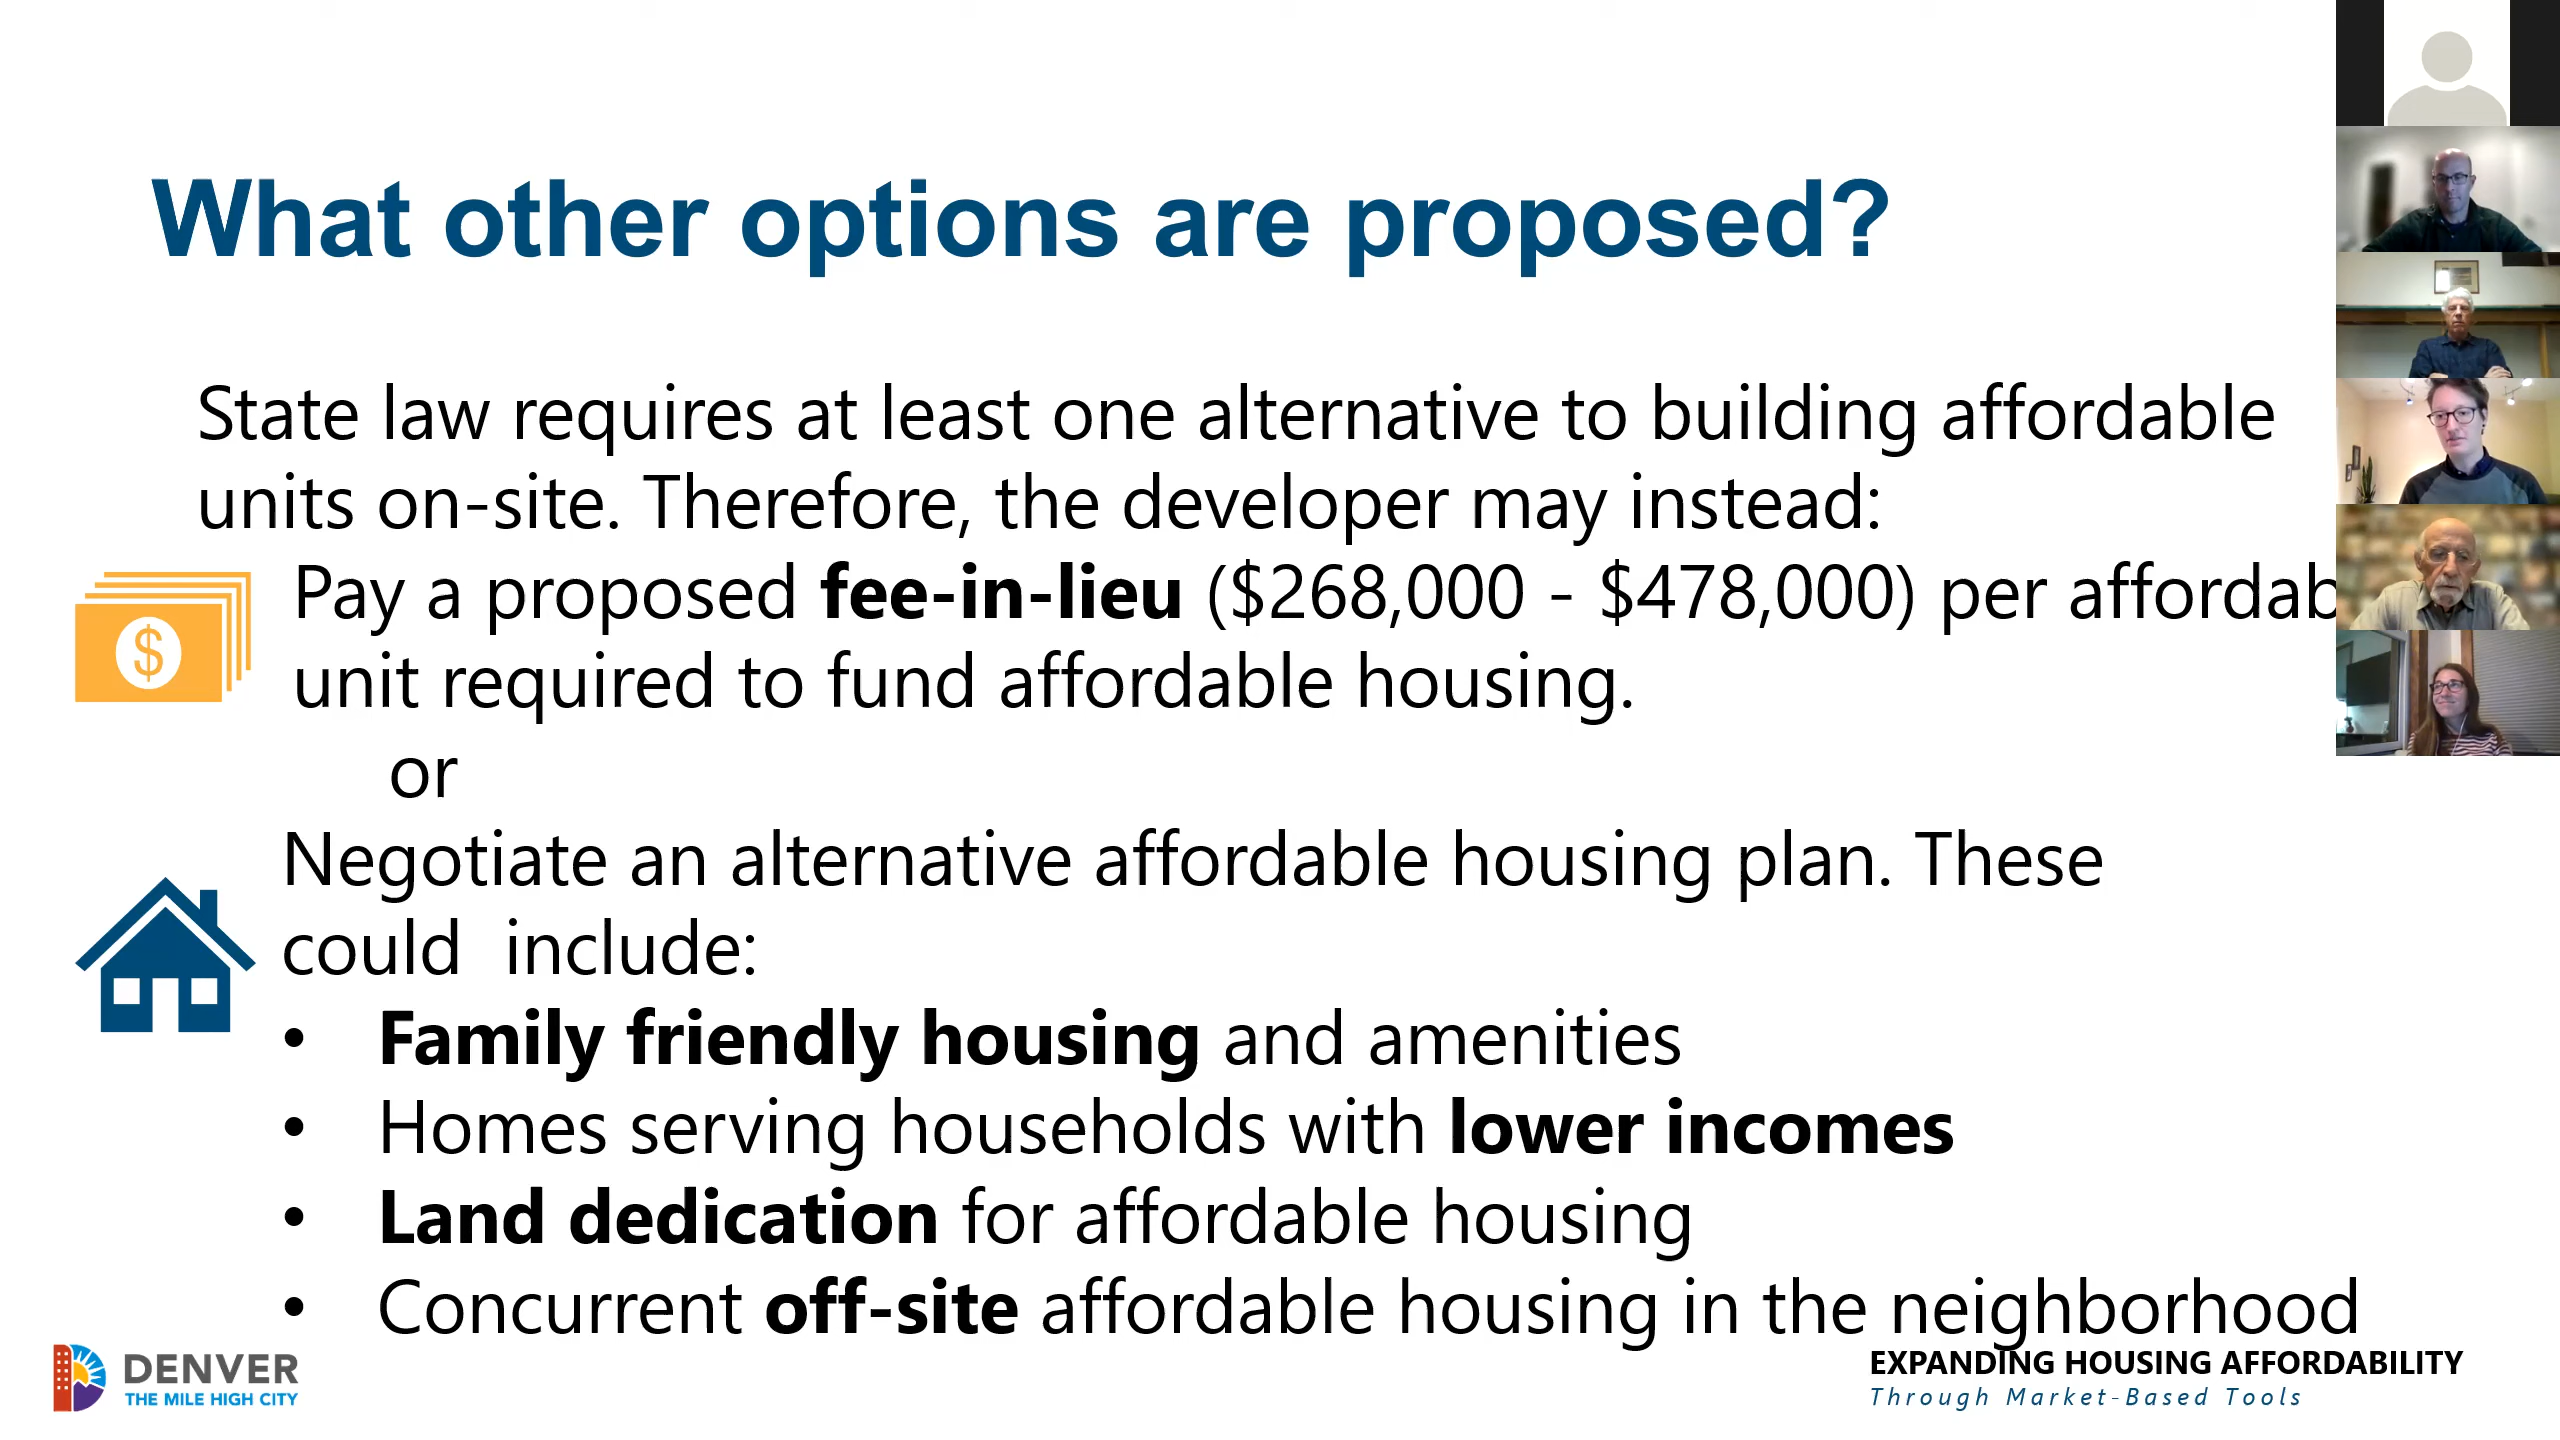 What other options are proposed?
State law requires at least one alternative to building affordable
units on-site. Therefore, the developer may instead:
Pay a proposed fee-in-lieu ($268,000 - $478,000) per
unit required to fund affordable housing.
or
Negotiate an alternative affordable housing plan. These
could include:
• Family friendly housing and amenities
• Homes serving households with lower incomes
• Land dedication for affordable housing
• Concurrent off-site affordable housing in the neighborhood
$
DENVER
THE MILE HIGH CITY
EXPANDING HOUSING AFFORDABILITY
Through Market-Based Tools